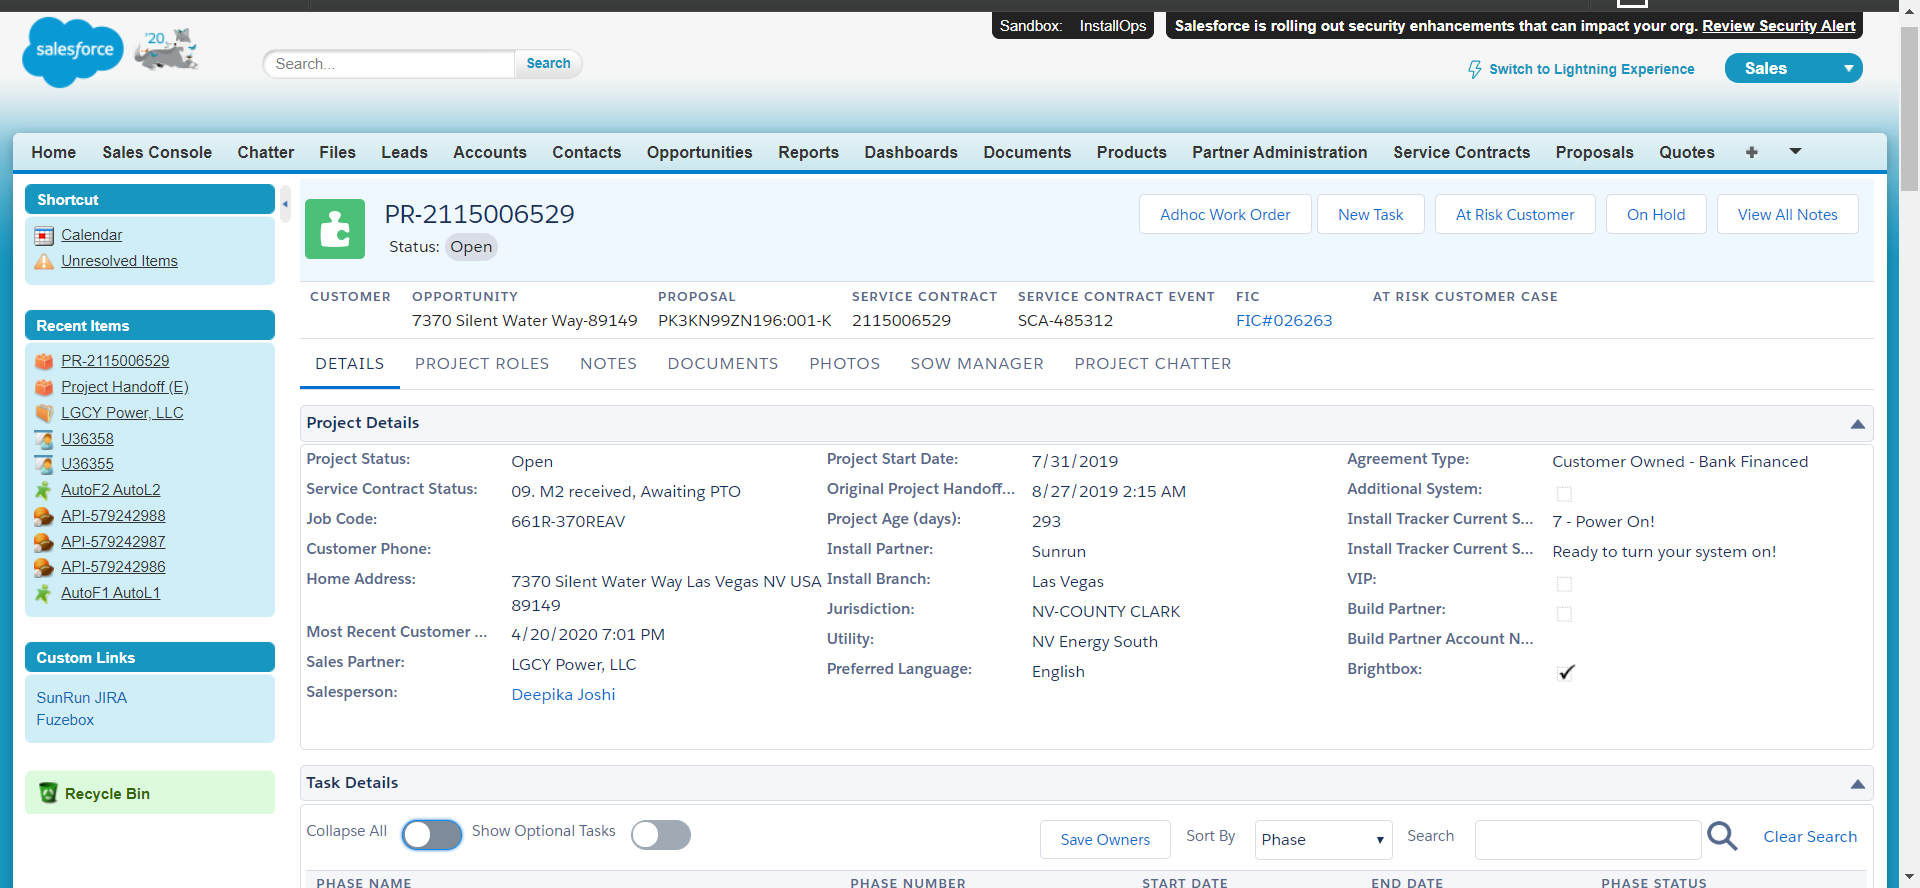 Sandbox: InstallOps
Salesforce is rolling out security enhancements that can impact your org. Review Security Alert
salesforce
'20
Search...
Search
Switch to Lightning Experience
Sales
Home Sales Console Chatter Files Leads Accounts Contacts Opportunities Reports Dashboards Documents Products Partner Administration Service Contracts Proposals Quotes +
Shortcut
Calendar
Unresolved Items
Recent Items
PR-2115006529
Project Handoff (E)
LGCY Power, LLC
U36358
U36355
AutoF2 AutoL2
API-579242988
API-579242987
API-579242986
AutoF1 AutoL1
Custom Links
SunRun JIRA
Fuzebox
Recycle Bin
PR-2115006529
Status: Open
Adhoc Work Order New Task At Risk Customer On Hold View All Notes
CUSTOMER OPPORTUNITY PROPOSAL SERVICE CONTRACT SERVICE CONTRACT EVENT FIC AT RISK CUSTOMER CASE
7370 Silent Water Way-89149 PK3KN99ZN196:001-K 2115006529 SCA-485312 FIC#026263
DETAILS PROJECT ROLES NOTES DOCUMENTS PHOTOS SOW MANAGER PROJECT CHATTER
Project Details
Project Status: Open
Service Contract Status: 09. M2 received, Awaiting PTO
Job Code: 661R-370REAV
Customer Phone:
Home Address: 7370 Silent Water Way Las Vegas NV USA
89149
Most Recent Customer ... 4/20/2020 7:01 PM
Sales Partner: LGCY Power, LLC
Salesperson: Deepika Joshi
Project Start Date: 7/31/2019
Original Project Handoff... 8/27/2019 2:15 AM
Project Age (days): 293
Install Partner: Sunrun
Install Branch: Las Vegas
Jurisdiction: NV-COUNTY CLARK
Utility: NV Energy South
Preferred Language: English
Agreement Type: Customer Owned - Bank Financed
Additional System:
Install Tracker Current S... 7 - Power On!
Install Tracker Current S... Ready to turn your system on!
VIP:
Build Partner:
Build Partner Account N...
Brightbox:
Task Details
Collapse All Show Optional Tasks Save Owners Sort By Phase Search Clear Search
PHASE NAME PHASE NUMBER START DATE END DATE PHASE STATUS